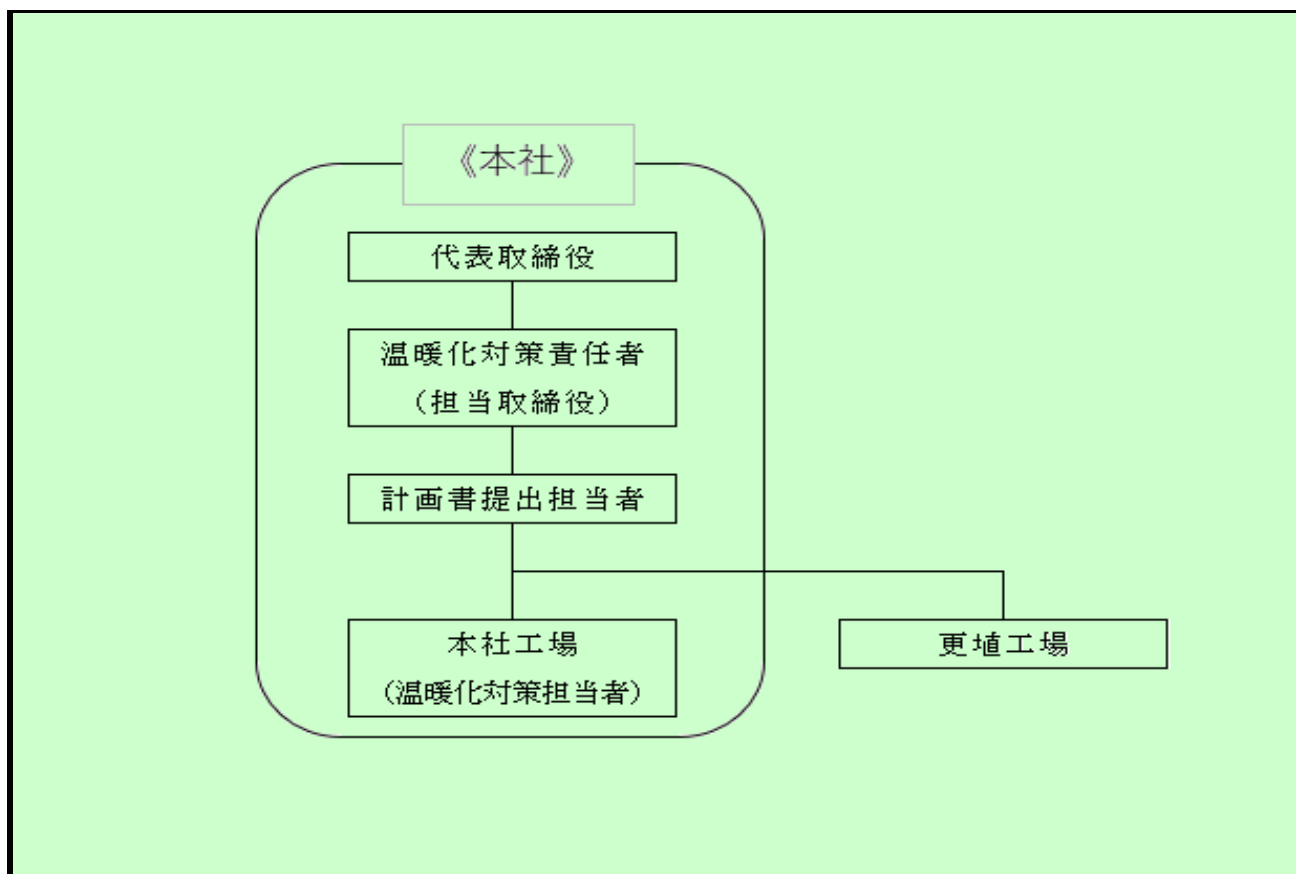 《本社》
代表取締役
温暖化対策責任者
（担当取締役）
計画書提出担当者
本社工場
（温暖化対策担当者）
更埴工場